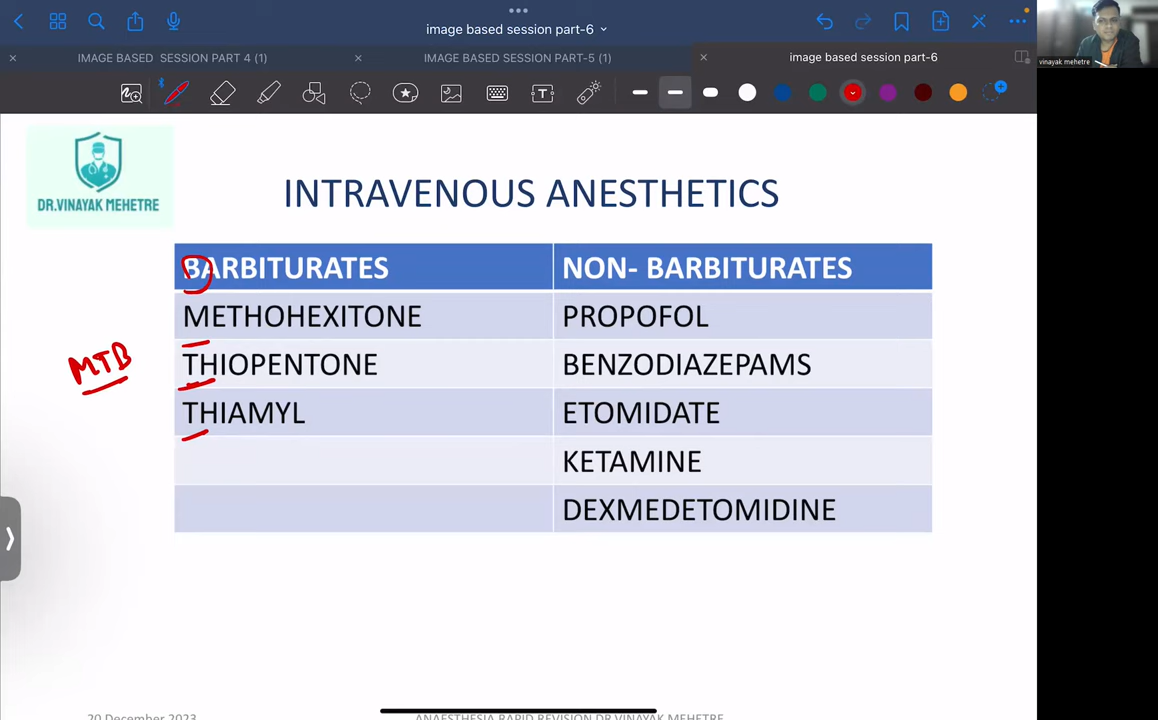 image based session part-6
IMAGE BASED SESSION PART 4 (1)
IMAGE BASED SESSION PART-5 (1)
image based session part-6
vinayak mehetre
DR.VINAYAK MEHETRE
INTRAVENOUS ANESTHETICS
BARBITURATES NON- BARBITURATES
METHOHEXITONE PROPOFOL
MTB
THIOPENTONE BENZODIAZEPAMS
THIAMYL ETOMIDATE
KETAMINE
DEXMEDETOMIDINE
20 December 2023 ANAESTHESIA RAPID REVISION DR VINAYAK MEHETRE